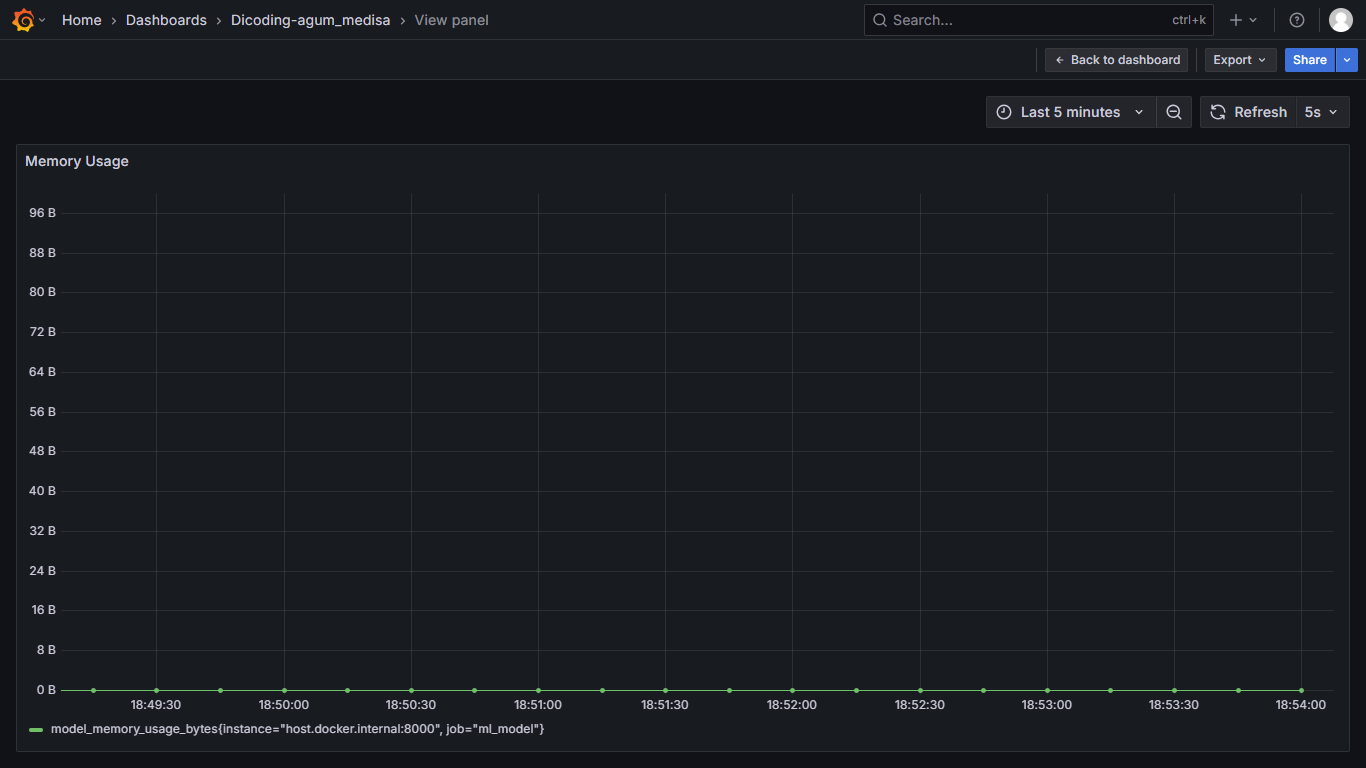 Home › Dashboards › Dicoding-agum_medisa › View panel
Search... ctrl+k
Back to dashboard Export Share
Last 5 minutes Refresh 5s
Memory Usage
96 B
88 B
80 B
72 B
64 B
56 B
48 B
40 B
32 B
24 B
16 B
8 B
0 B
18:49:30 18:50:00 18:50:30 18:51:00 18:51:30 18:52:00 18:52:30 18:53:00 18:53:30 18:54:00
model_memory_usage_bytes{instance="host.docker.internal:8000", job="ml_model"}